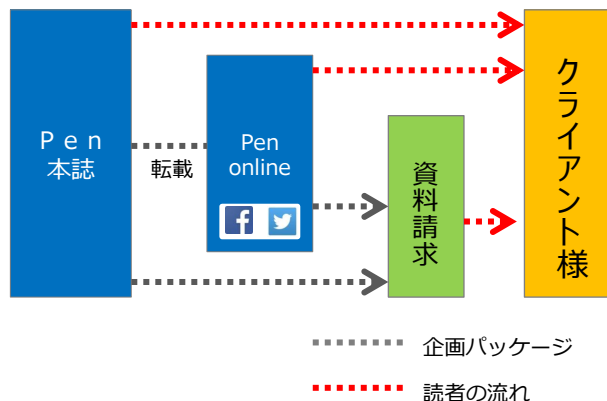 Ｐｅｎ
本誌
転載
Pen
online
資料請求
クライアント様
企画パッケージ
読者の流れ